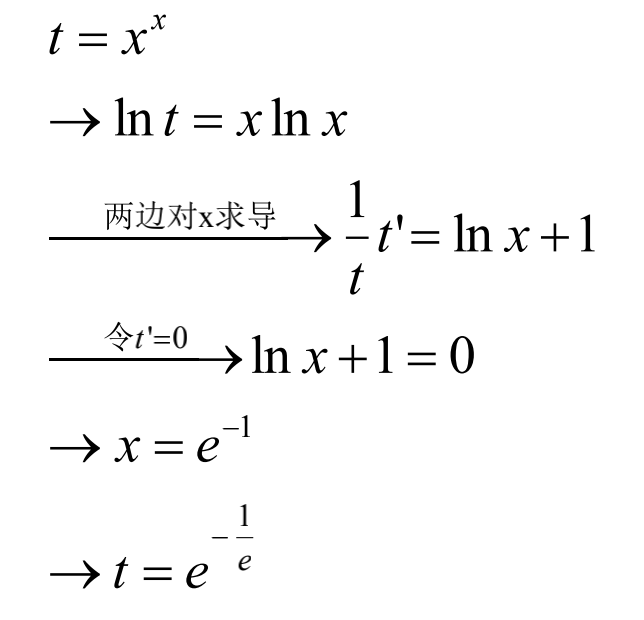 t = x^x
→ ln t = x ln x
两边对x求导 → 1/t t' = ln x + 1
令t'=0 → ln x + 1 = 0
→ x = e^{-1}
→ t = e^{-1/e}